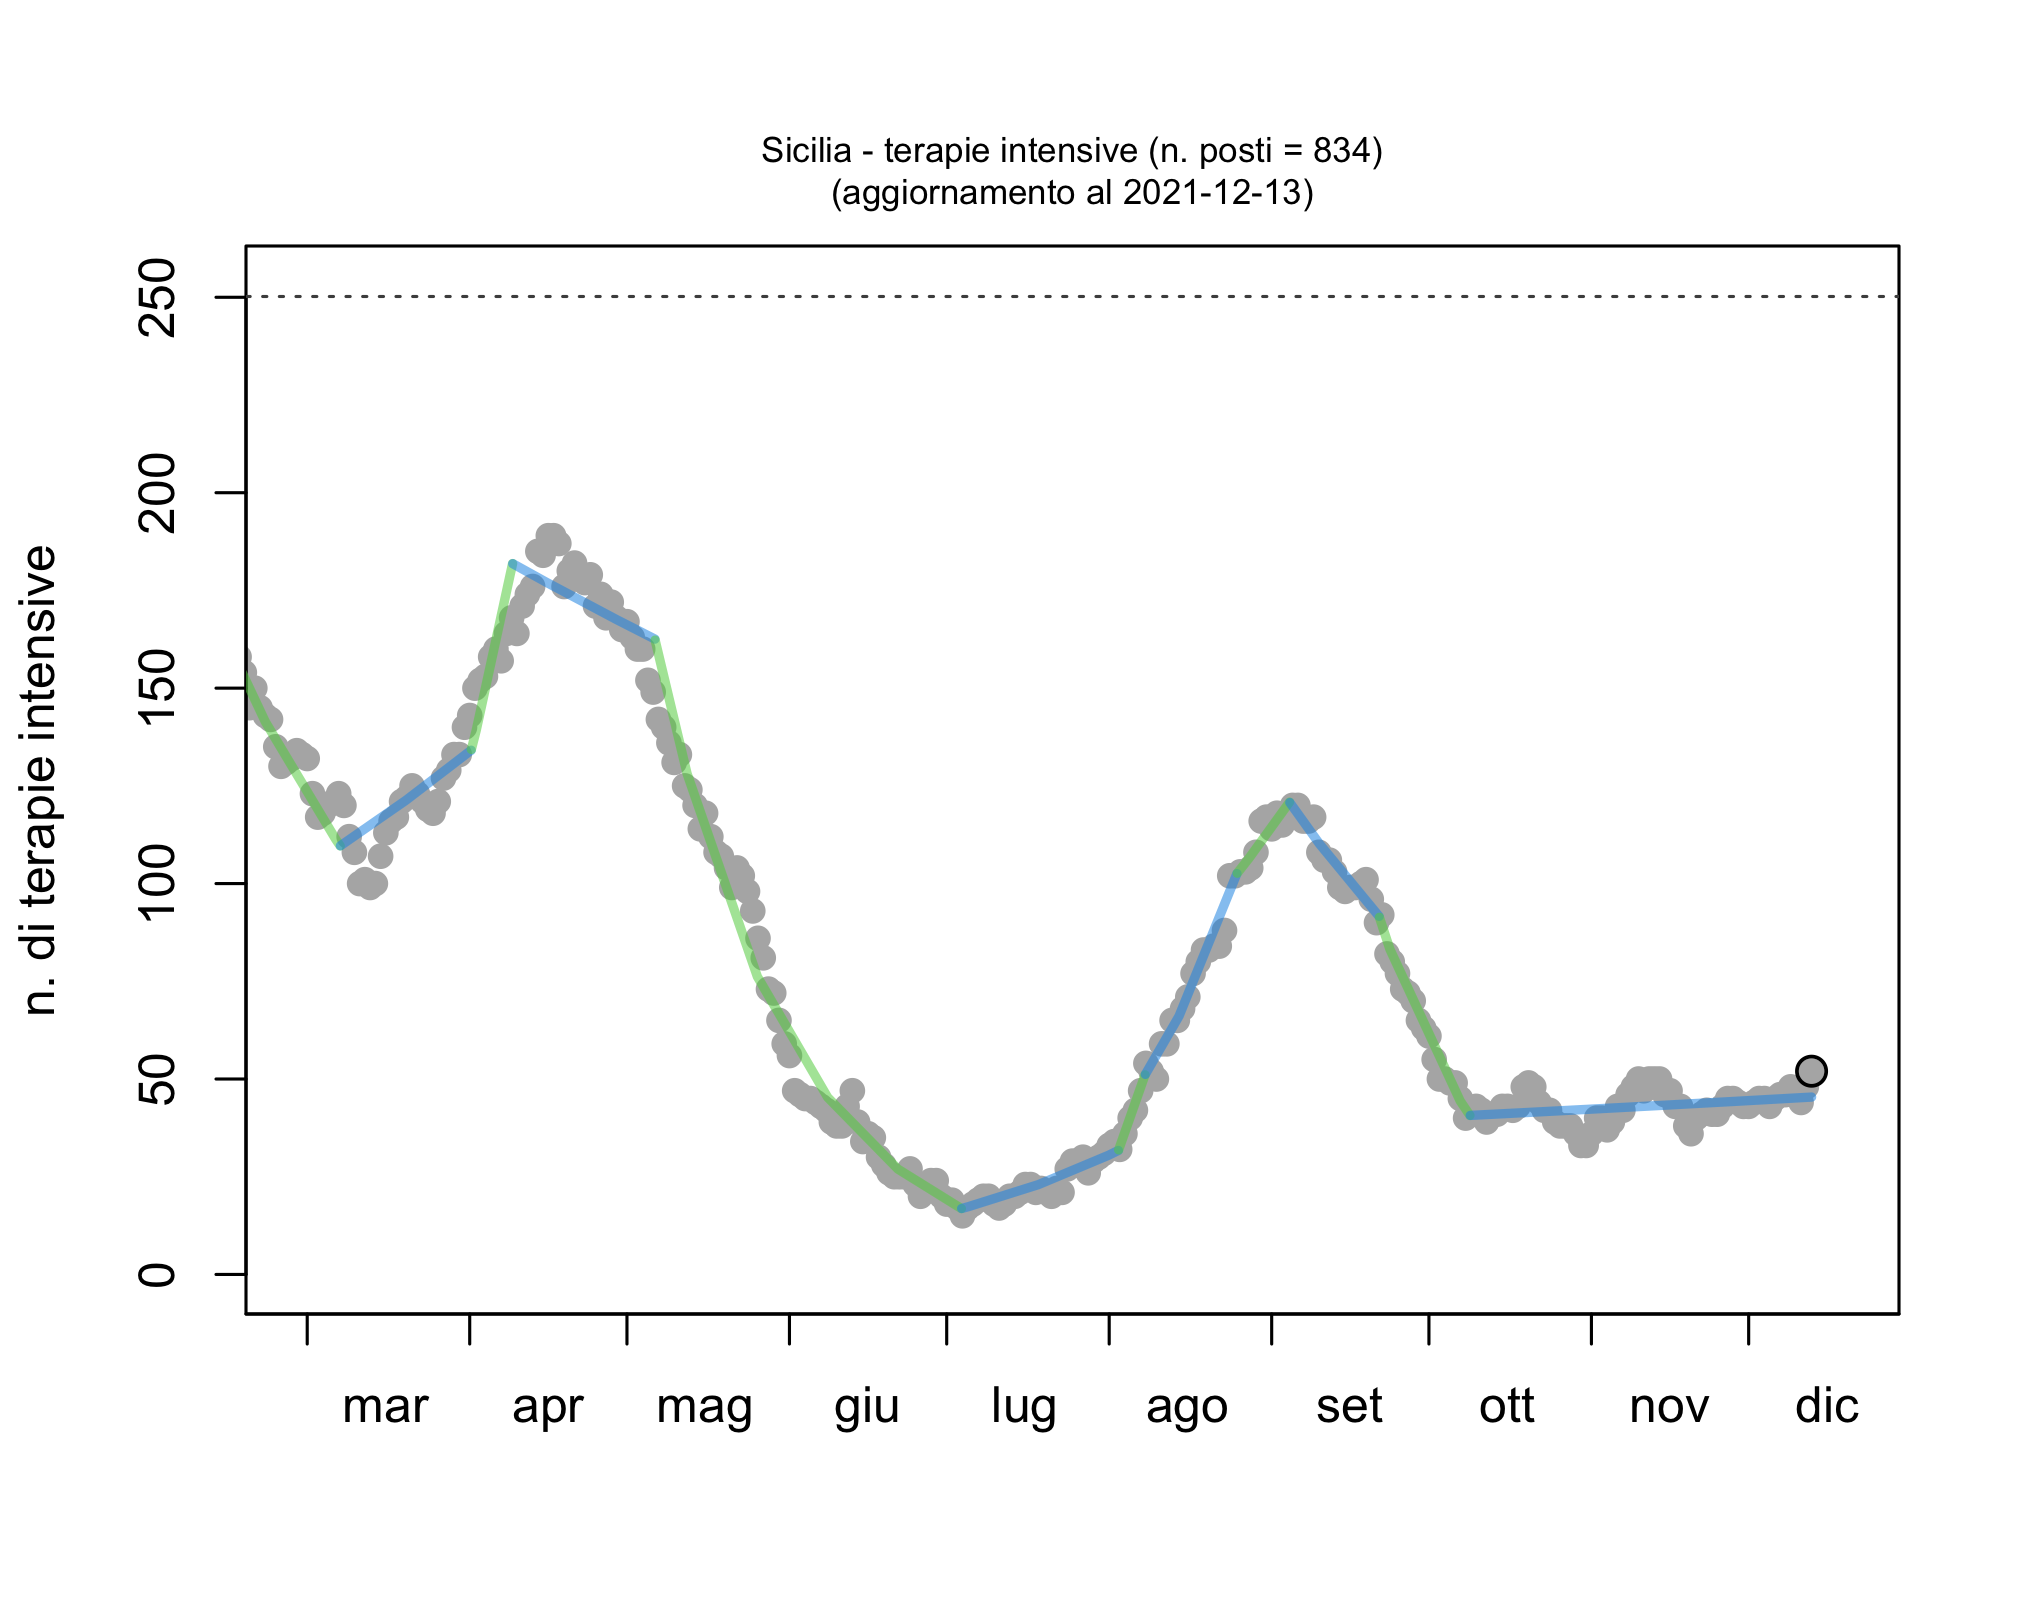 Sicilia - terapie intensive (n. posti = 834)
(aggiornamento al 2021-12-13)
n. di terapie intensive
250
200
150
100
50
0
mar apr mag giu lug ago set ott nov dic